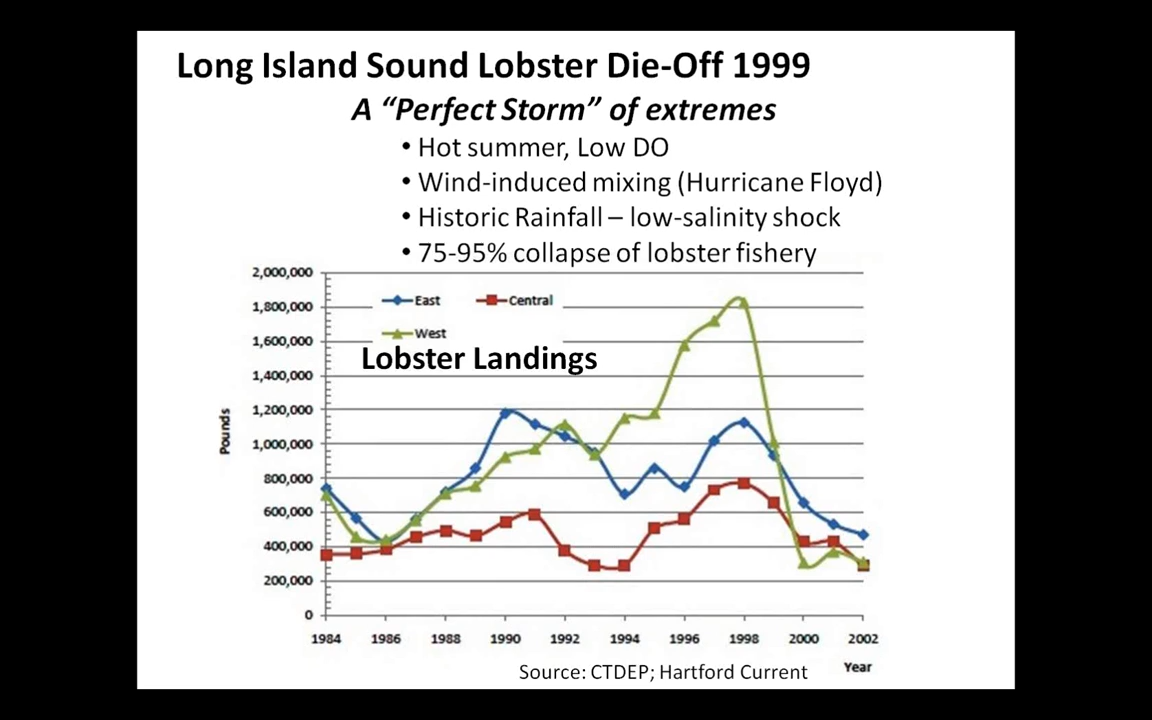 Long Island Sound Lobster Die-Off 1999
A “Perfect Storm” of extremes
• Hot summer, Low DO
• Wind-induced mixing (Hurricane Floyd)
• Historic Rainfall – low-salinity shock
• 75-95% collapse of lobster fishery
2,000,000
1,800,000
1,600,000
1,400,000
1,200,000
1,000,000
800,000
600,000
400,000
200,000
0
Pounds
East Central
West
Lobster Landings
1984 1986 1988 1990 1992 1994 1996 1998 2000 2002
Year
Source: CTDEP; Hartford Current